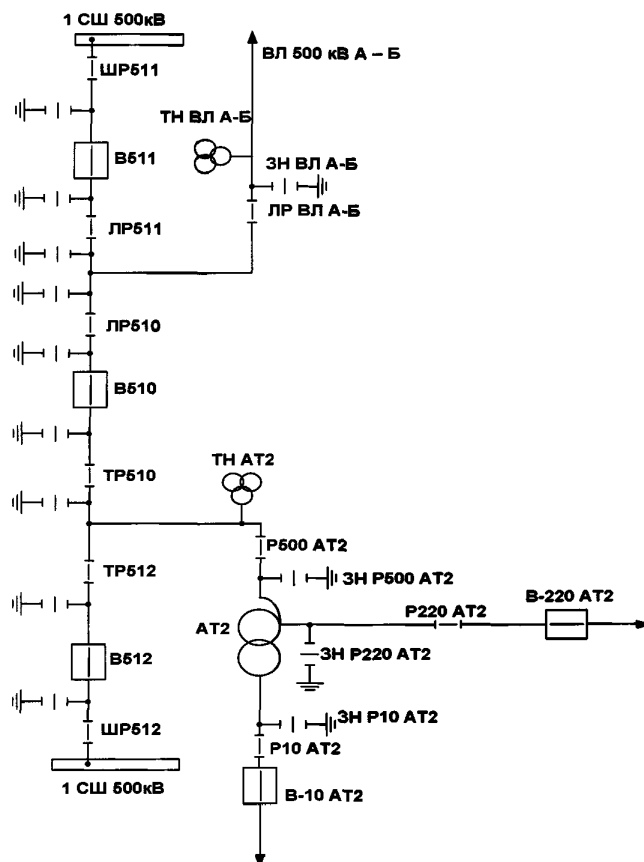 1 СШ 500кВ
ШР511
ВЛ 500 кВ А – Б
ТН ВЛ А-Б
В511
ЗН ВЛ А-Б
ЛР ВЛ А-Б
ЛР511
ЛР510
В510
ТН АТ2
ТР510
Р500 АТ2
ТР512
ЗН Р500 АТ2
В-220 АТ2
Р220 АТ2
АТ2
ЗН Р220 АТ2
В512
ЗН Р10 АТ2
ШР512
Р10 АТ2
1 СШ 500кВ
В-10 АТ2